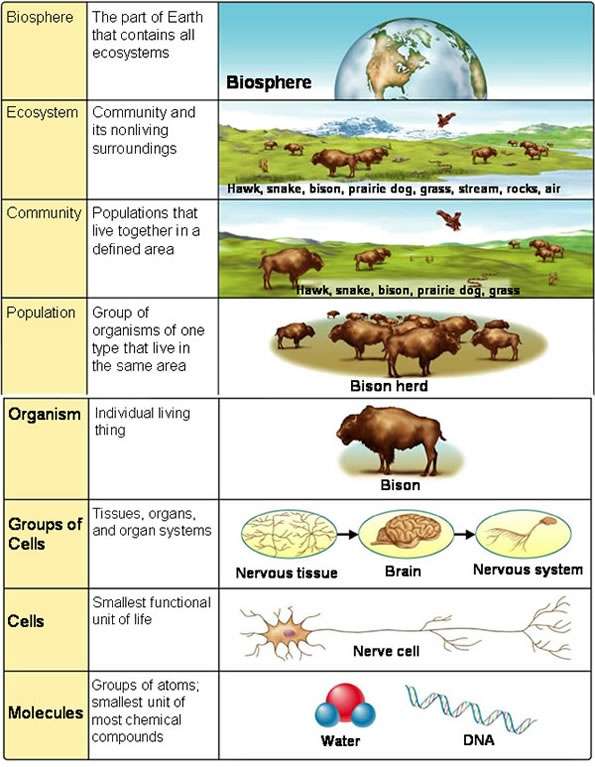 Biosphere
The part of Earth
that contains all
ecosystems
Biosphere
Ecosystem
Community and
its nonliving
surroundings
Hawk, snake, bison, prairie dog, grass, stream, rocks, air
Community
Populations that
live together in a
defined area
Hawk, snake, bison, prairie dog, grass
Population
Group of
organisms of one
type that live in
the same area
Bison herd
Organism
Individual living
thing
Bison
Groups of
Cells
Tissues, organs,
and organ systems
Nervous tissue
Brain
Nervous system
Cells
Smallest functional
unit of life
Nerve cell
Molecules
Groups of atoms;
smallest unit of
most chemical
compounds
Water
DNA